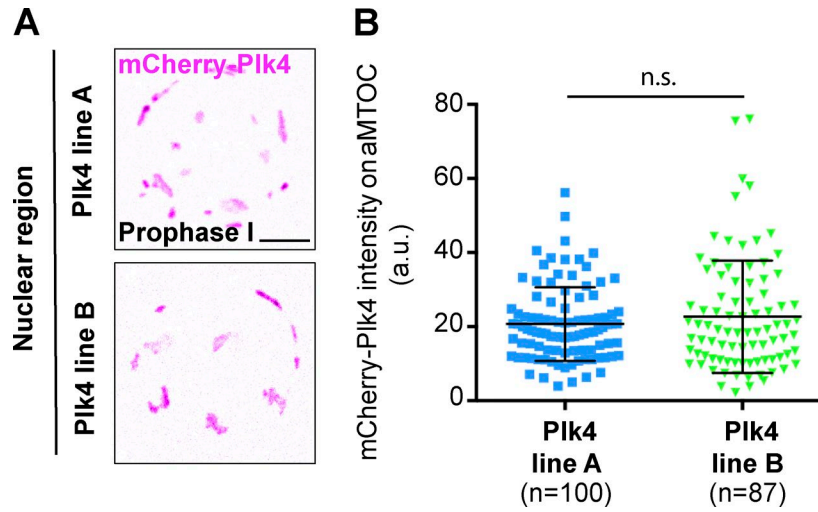 A
Nuclear region
Plk4 line A
mCherry-Plk4
Prophase I
Plk4 line B
B
mCherry-Plk4 intensity on aMTOC
(a.u.)
n.s.
80
60
40
20
0
Plk4
line A
(n=100)
Plk4
line B
(n=87)